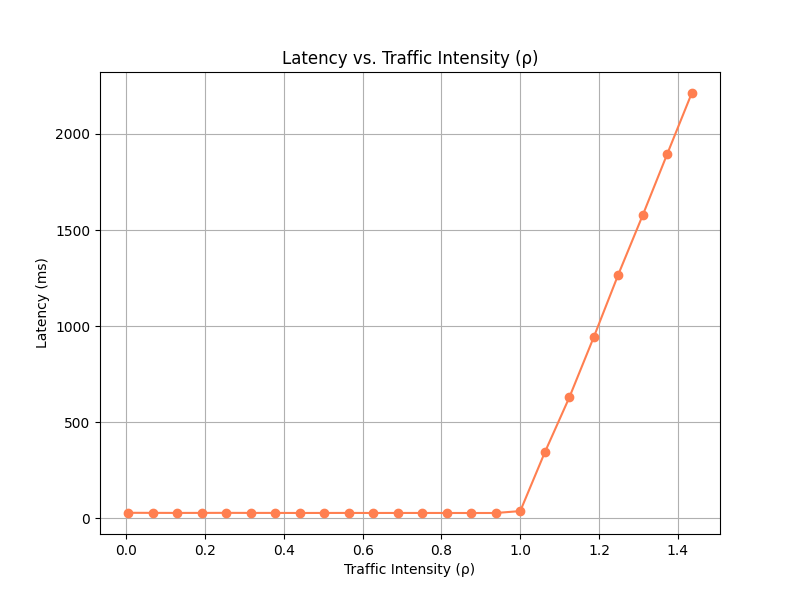 Latency vs. Traffic Intensity (ρ)
Latency (ms)
2000
1500
1000
500
0
0.0 0.2 0.4 0.6 0.8 1.0 1.2 1.4
Traffic Intensity (ρ)